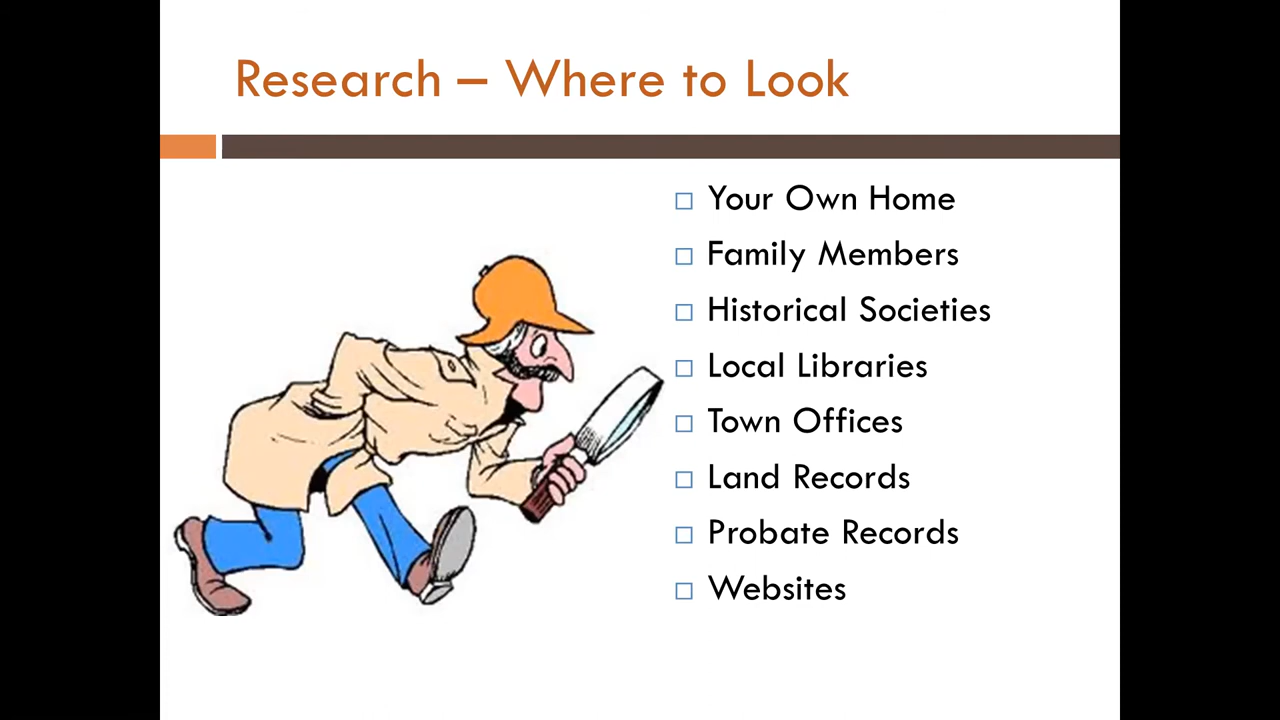 Research – Where to Look
Your Own Home
Family Members
Historical Societies
Local Libraries
Town Offices
Land Records
Probate Records
Websites